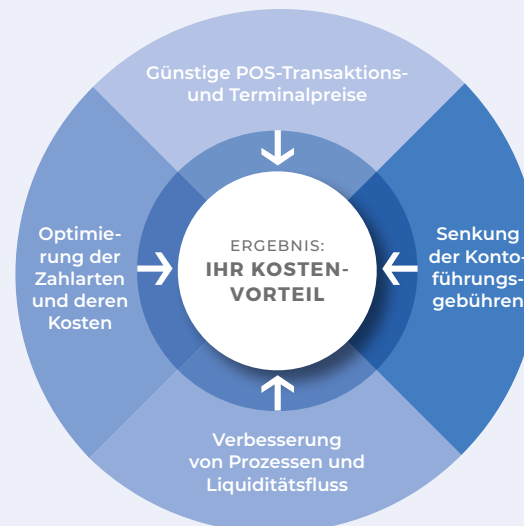 Günstige POS-Transaktions-
und Terminalpreise
Optimie-
rung der
Zahlarten
und deren
Kosten
ERGEBNIS:
IHR KOSTEN-
VORTEIL
Senkung
der Konto-
führungs-
gebühren
Verbesserung
von Prozessen und
Liquiditätsfluss